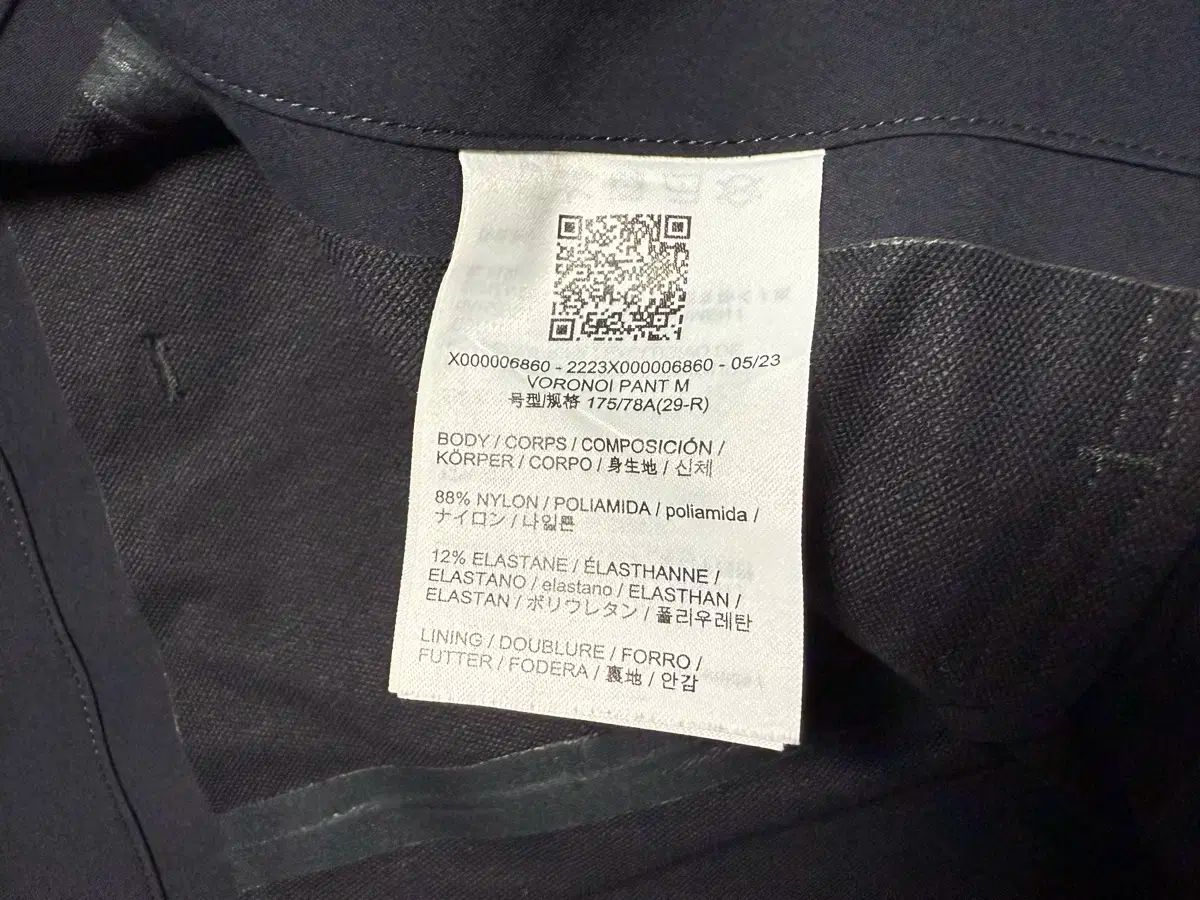 X000006860 - 2223X000006860 - 05/23
VORONOI PANT M
号型/规格 175/78A(29-R)
BODY / CORPS / COMPOSICIÓN /
KÖRPER / CORPO / 身生地 / 신체
88% NYLON / POLIAMIDA / poliamida /
ナイロン / 나일론
12% ELASTANE / ÉLASTHANNE /
ELASTANO / elastano / ELASTHAN /
ELASTAN / ポリウレタン / 폴리우레탄
LINING / DOUBLURE / FORRO /
FUTTER / FODERA / 裏地 / 안감